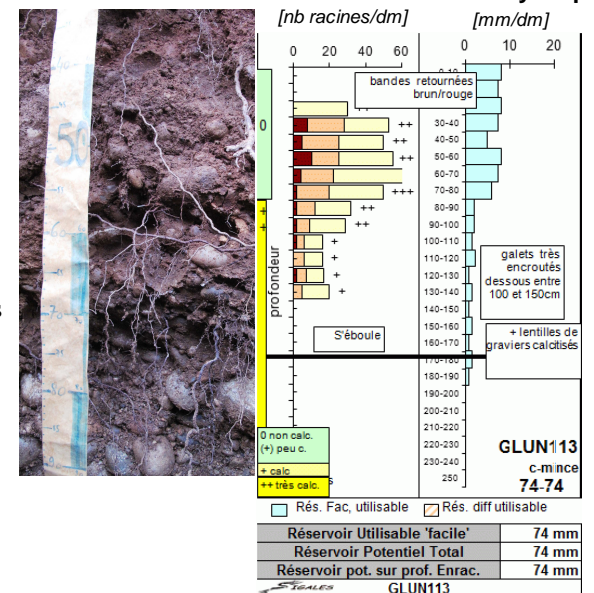 [nb racines/dm] [mm/dm]
0 20 40 60 0 10 20
bandes retournées
brun/rouge
0
profondeur
50
70
80
++
30-40
++
40-50
++
50-60
60-70
+++
70-80
++
80-90
++
90-100
+
100-110
+
110-120
+
120-130
+
130-140
140-150
150-160
160-170
170-180
180-190
190-200
200-210
210-220
220-230
230-240
250
galets très
encroutés
dessous entre
100 et 150cm
S'éboule
+ lentilles de
graviers calcitisés
+
+
0 non calc.
(+) peu c.
+ calc
++ très calc.
s
GLUN113
c-mince
74-74
Rés. Fac, utilisable Rés. diff utilisable
Réservoir Utilisable 'facile' 74 mm
Réservoir Potentiel Total 74 mm
Réservoir pot. sur prof. Enrac. 74 mm
SIGALES GLUN113